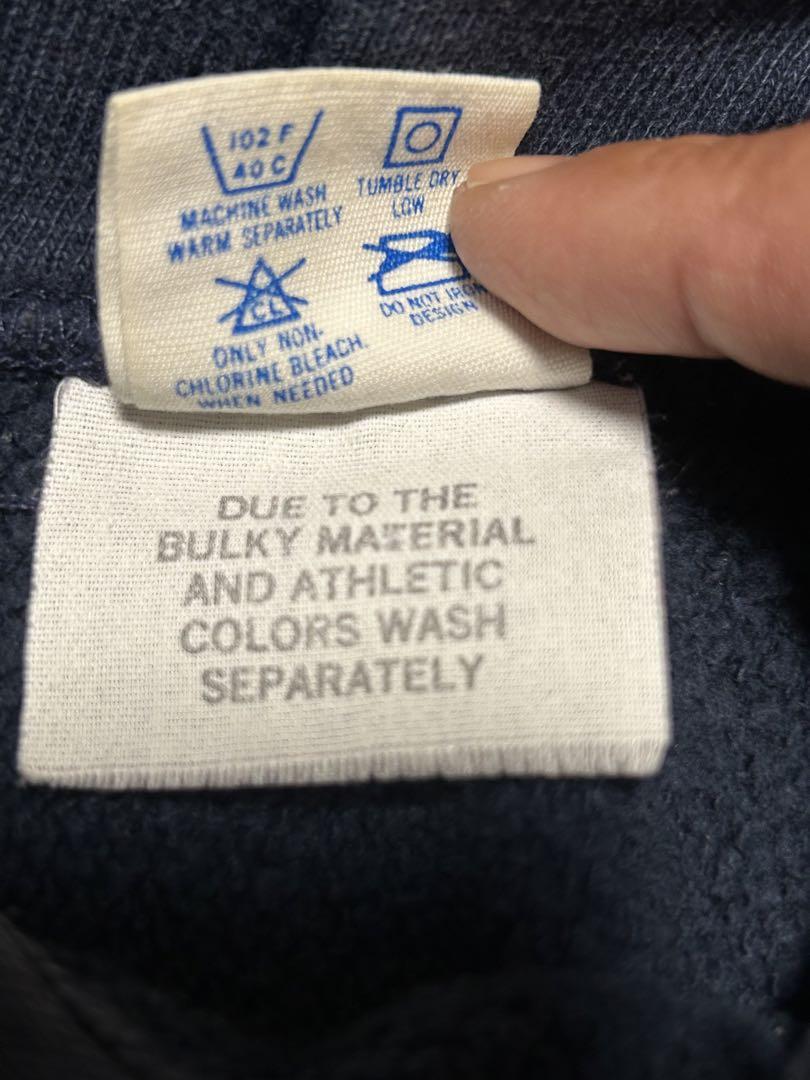 102 F
40 C
MACHINE WASH
WARM SEPARATELY
TUMBLE DRY
LOW
CL
ONLY NON-
CHLORINE BLEACH
WHEN NEEDED
DO NOT IRON
DESIGN
DUE TO THE
BULKY MATERIAL
AND ATHLETIC
COLORS WASH
SEPARATELY